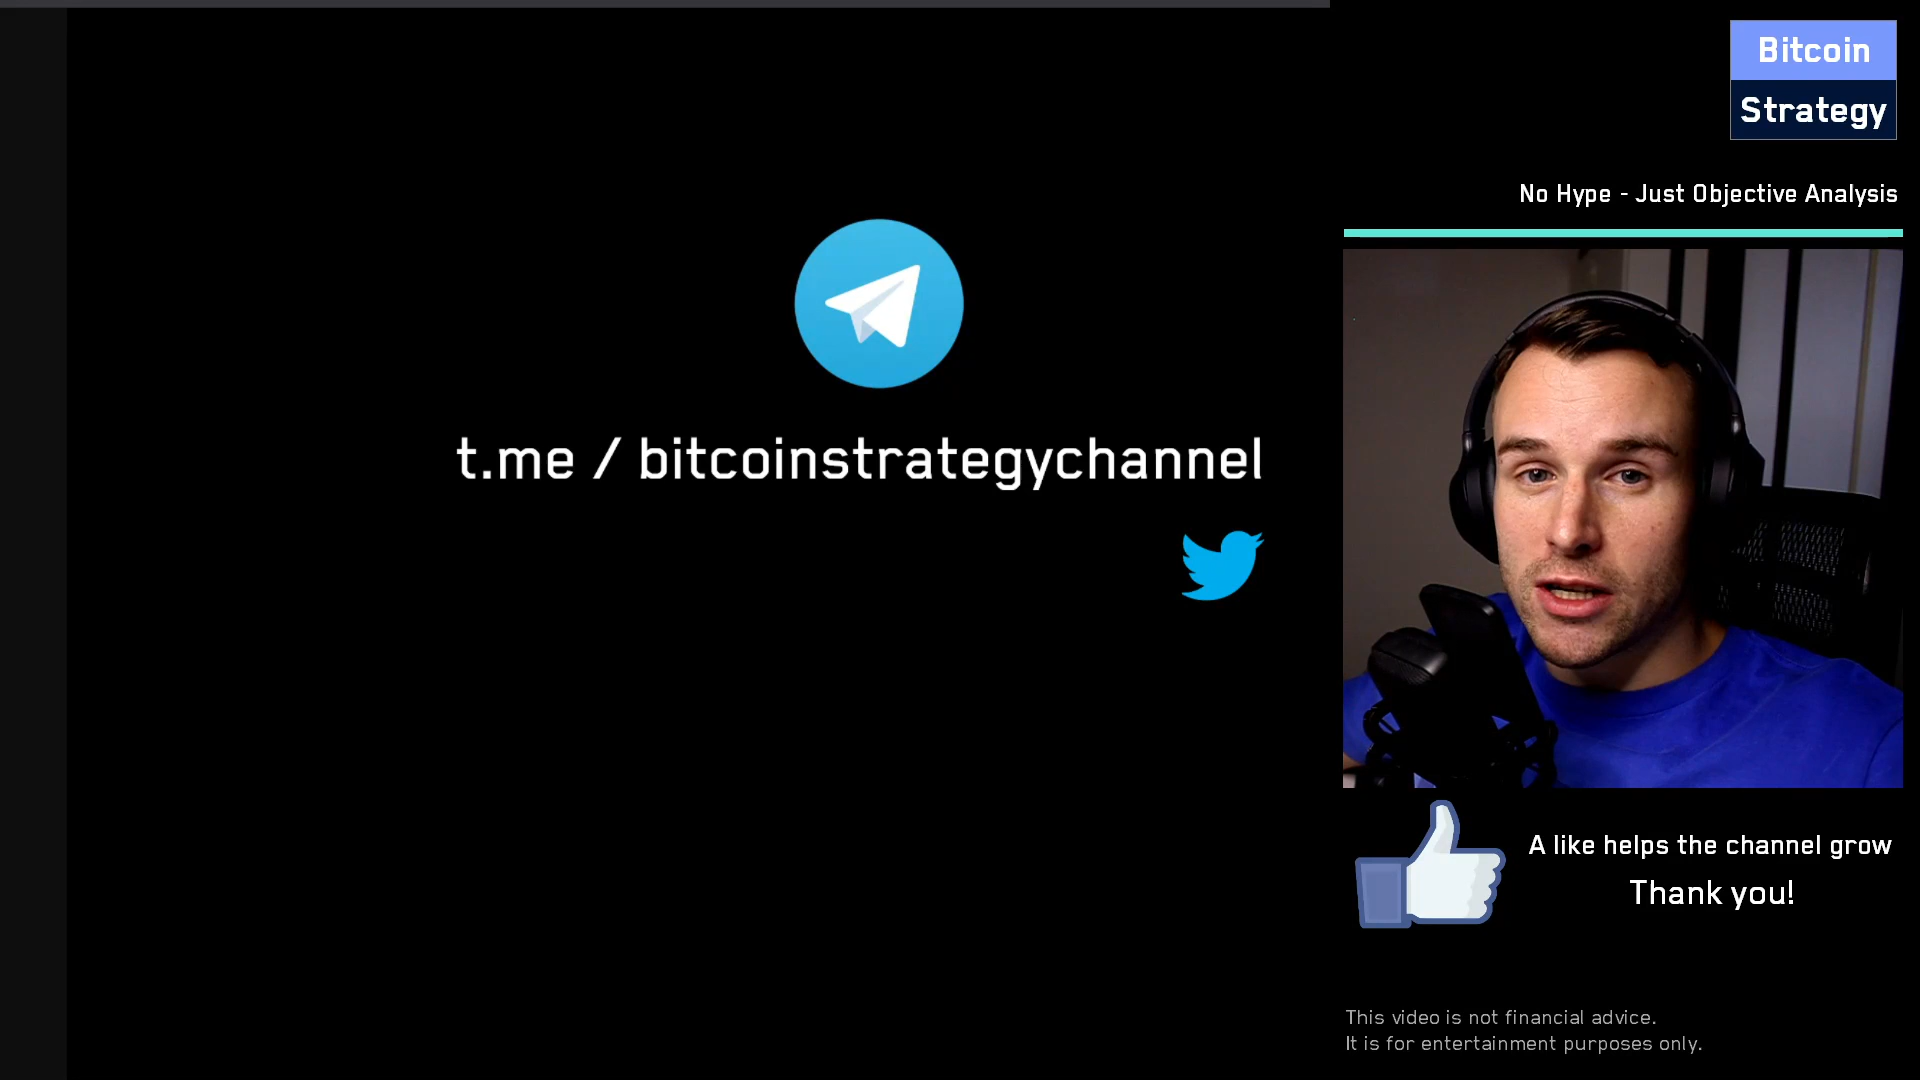 Bitcoin
Strategy
No Hype - Just Objective Analysis
t.me / bitcoinstrategychannel
A like helps the channel grow
Thank you!
This video is not financial advice.
It is for entertainment purposes only.